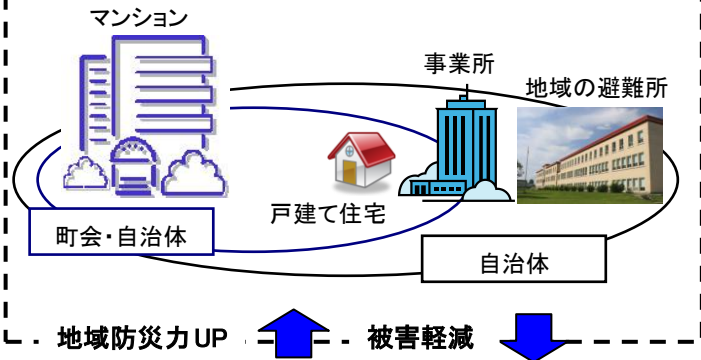 マンション
事業所
地域の避難所
戸建て住宅
町会・自治体
自治体
地域防災力UP
被害軽減